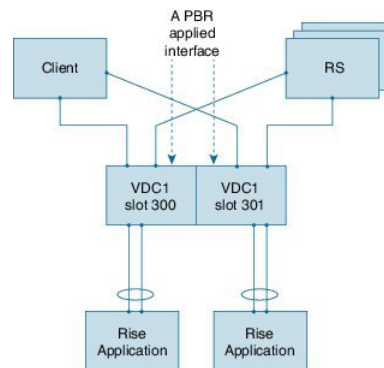 A PBR
applied
interface
Client
RS
VDC1
slot 300
VDC1
slot 301
Rise
Application
Rise
Application